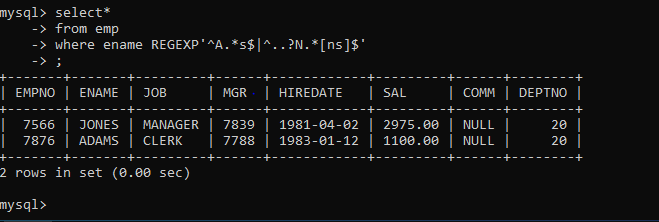 mysql> select*
    -> from emp
    -> where ename REGEXP'^A.*s$|^..?N.*[ns]$'
    -> ;
+-------+-------+---------+------+------------+---------+------+--------+
| EMPNO | ENAME | JOB     | MGR  | HIREDATE   | SAL     | COMM | DEPTNO |
+-------+-------+---------+------+------------+---------+------+--------+
|  7566 | JONES | MANAGER | 7839 | 1981-04-02 | 2975.00 | NULL |     20 |
|  7876 | ADAMS | CLERK   | 7788 | 1983-01-12 | 1100.00 | NULL |     20 |
+-------+-------+---------+------+------------+---------+------+--------+
2 rows in set (0.00 sec)
mysql>